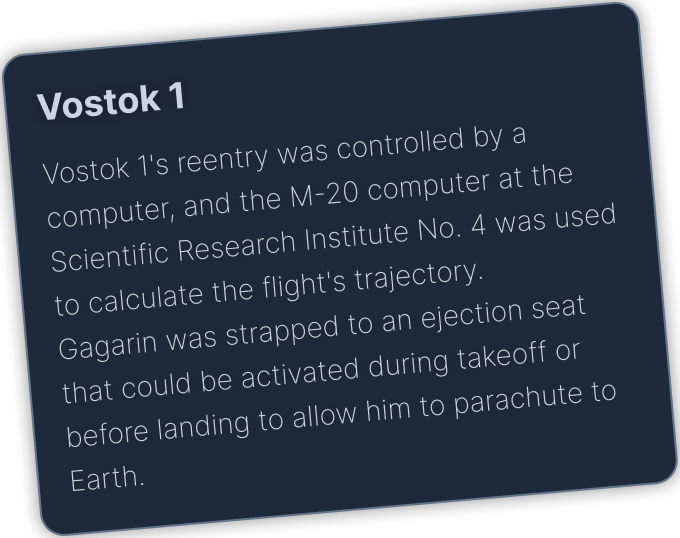 Vostok 1
Vostok 1's reentry was controlled by a
computer, and the M-20 computer at the
Scientific Research Institute No. 4 was used
to calculate the flight's trajectory.
Gagarin was strapped to an ejection seat
that could be activated during takeoff or
before landing to allow him to parachute to
Earth.